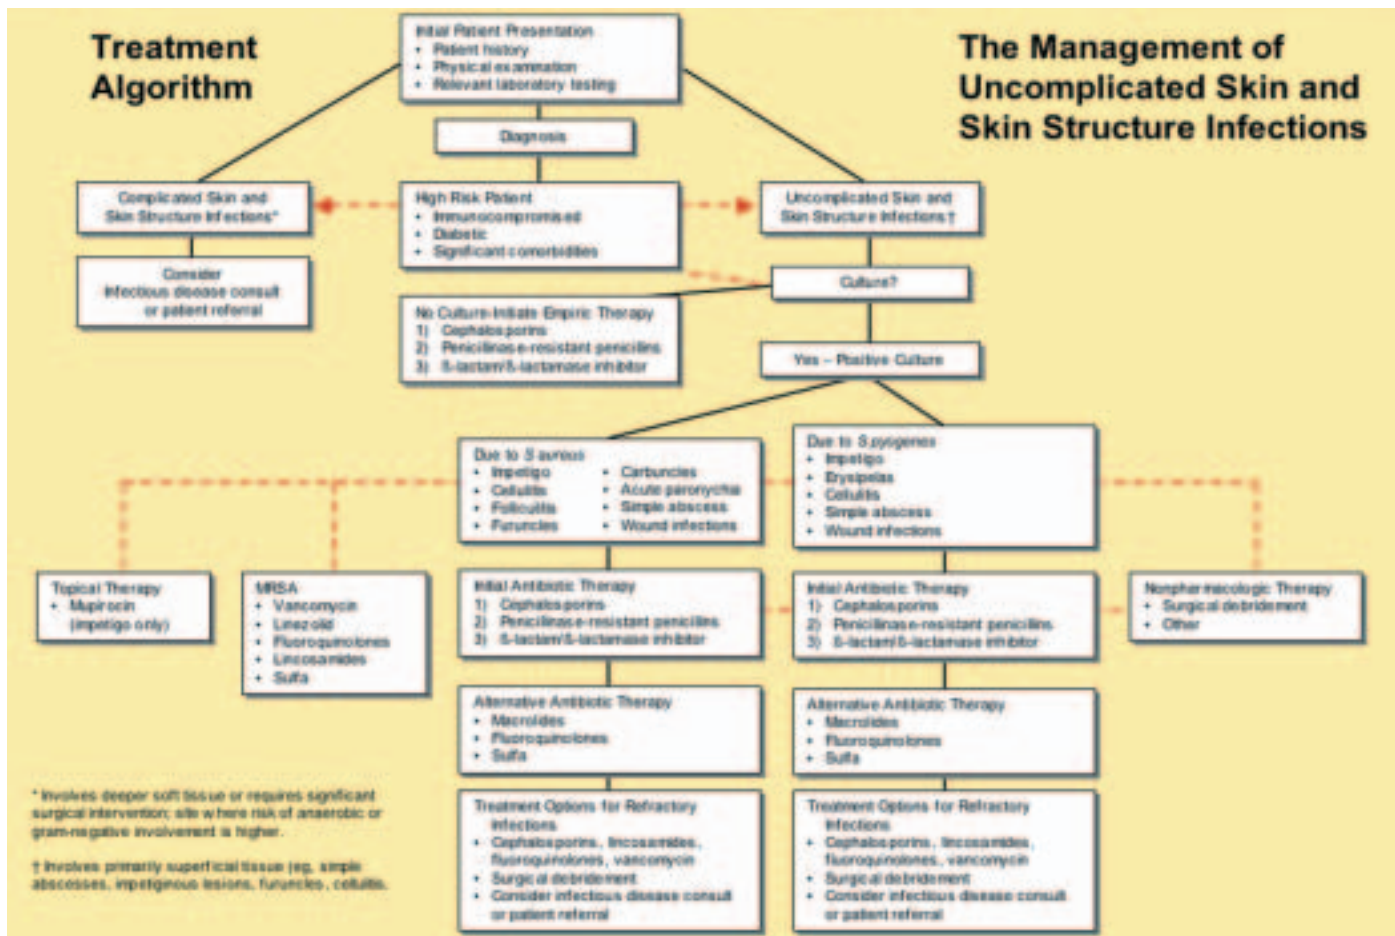 Treatment
Algorithm
The Management of
Uncomplicated Skin and
Skin Structure Infections
Initial Patient Presentation
• Patient history
• Physical examination
• Relevant laboratory testing
Diagnosis
Complicated Skin and
Skin Structure Infections*
High Risk Patient
• Immunocompromised
• Diabetic
• Significant comorbidities
Uncomplicated Skin and
Skin Structure Infections†
Consider
infectious disease consult
or patient referral
Culture?
No Culture-Initiate Empiric Therapy
1) Cephalosporins
2) Penicillinase-resistant penicillins
3) ß-lactam/ß-lactamase inhibitor
Yes – Positive Culture
Due to S aureus
• Impetigo
• Cellulitis
• Folliculitis
• Furuncles
• Carbuncles
• Acute paronychia
• Simple abscess
• Wound infections
Due to S pyogenes
• Impetigo
• Erysipelas
• Cellulitis
• Simple abscess
• Wound infections
Topical Therapy
• Mupirocin
(impetigo only)
MRSA
• Vancomycin
• Linezolid
• Fluoroquinolones
• Lincosamides
• Sulfa
Initial Antibiotic Therapy
1) Cephalosporins
2) Penicillinase-resistant penicillins
3) ß-lactam/ß-lactamase inhibitor
Initial Antibiotic Therapy
1) Cephalosporins
2) Penicillinase-resistant penicillins
3) ß-lactam/ß-lactamase inhibitor
Nonpharmacologic Therapy
• Surgical debridement
• Other
Alternative Antibiotic Therapy
• Macrolides
• Fluoroquinolones
• Sulfa
Alternative Antibiotic Therapy
• Macrolides
• Fluoroquinolones
• Sulfa
Treatment Options for Refractory
Infections
• Cephalosporins, lincosamides,
fluoroquinolones, vancomycin
• Surgical debridement
• Consider infectious disease consult
or patient referral
Treatment Options for Refractory
Infections
• Cephalosporins, lincosamides,
fluoroquinolones, vancomycin
• Surgical debridement
• Consider infectious disease consult
or patient referral
* Involves deeper soft tissue or requires significant
surgical intervention; site where risk of anaerobic or
gram-negative involvement is higher.
† Involves primarily superficial tissue (eg, simple
abscesses, impetiginous lesions, furuncles, cellulitis.